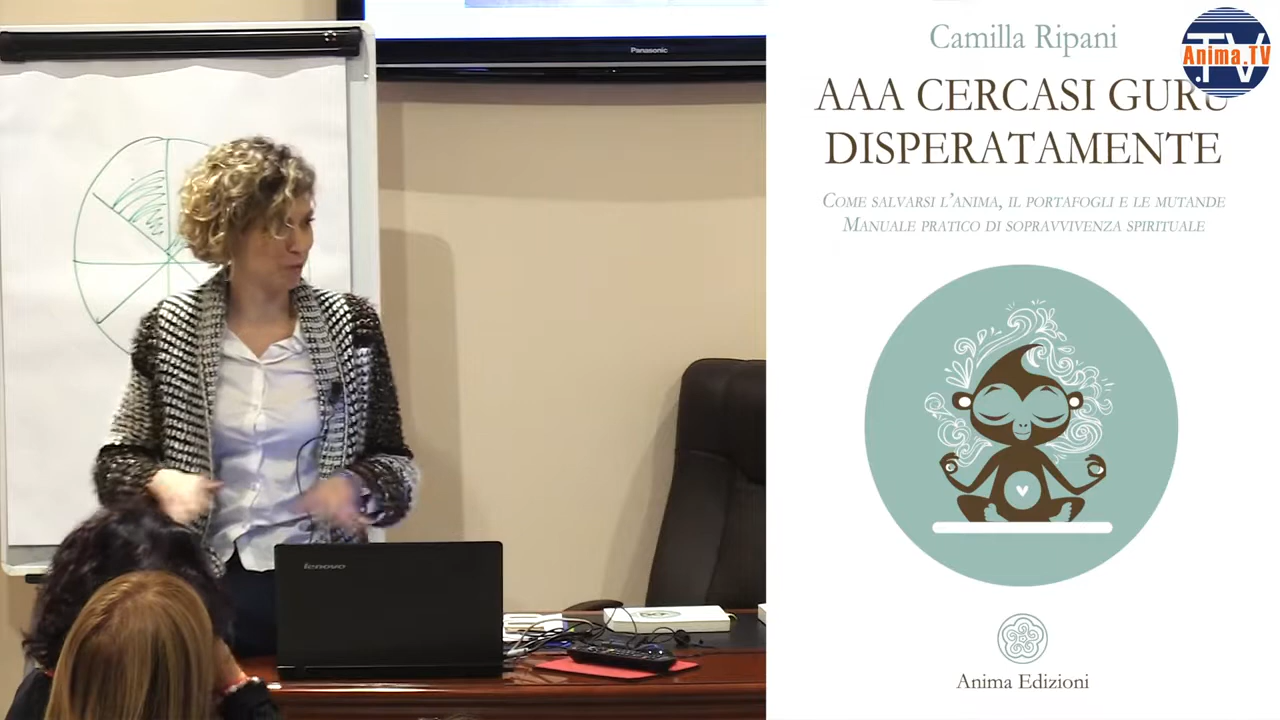 Panasonic
lenovo
Camilla Ripani
AAA CERCASI GURU
DISPERATAMENTE
COME SALVARSI L'ANIMA, IL PORTAFOGLI E LE MUTANDE
MANUALE PRATICO DI SOPRAVVIVENZA SPIRITUALE
Anima Edizioni
TV
Anima.TV